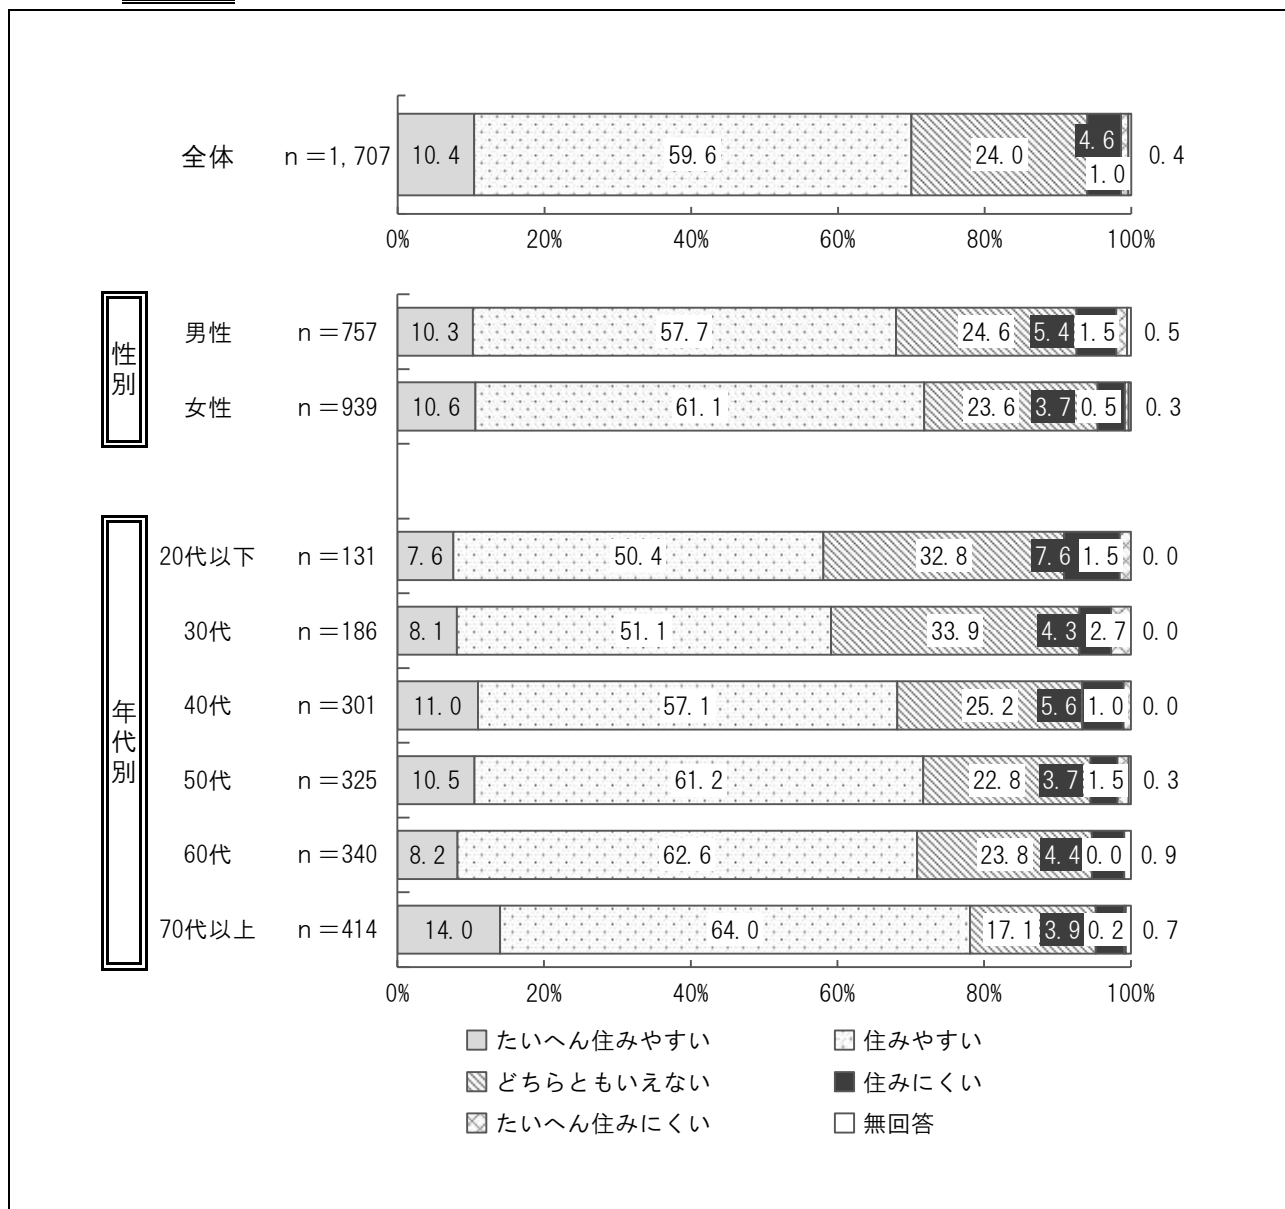 全体 n＝1,707 10.4 59.6 24.0 4.6 1.0 0.4
0% 20% 40% 60% 80% 100%
性別
男性 n＝757 10.3 57.7 24.6 5.4 1.5 0.5
女性 n＝939 10.6 61.1 23.6 3.7 0.5 0.3
年代別
20代以下 n＝131 7.6 50.4 32.8 7.6 1.5 0.0
30代 n＝186 8.1 51.1 33.9 4.3 2.7 0.0
40代 n＝301 11.0 57.1 25.2 5.6 1.0 0.0
50代 n＝325 10.5 61.2 22.8 3.7 1.5 0.3
60代 n＝340 8.2 62.6 23.8 4.4 0.0 0.9
70代以上 n＝414 14.0 64.0 17.1 3.9 0.2 0.7
0% 20% 40% 60% 80% 100%
たいへん住みやすい 住みやすい
どちらともいえない 住みにくい
たいへん住みにくい 無回答